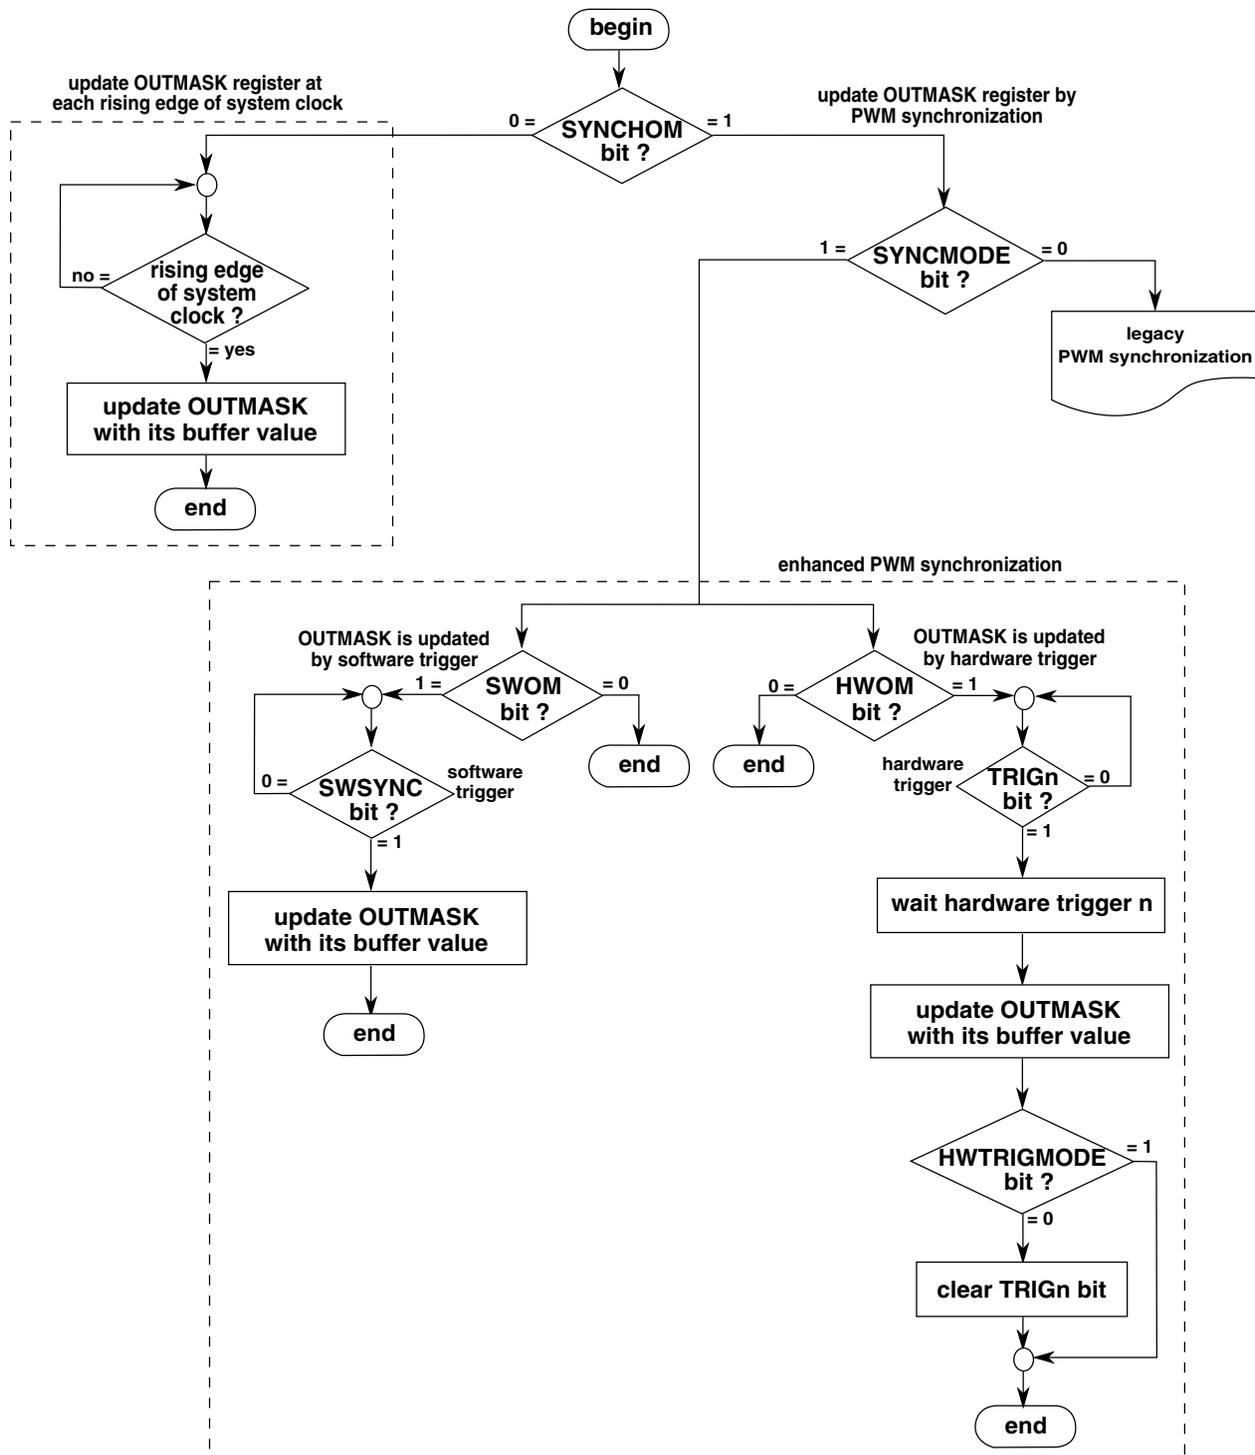 begin
update OUTMASK register at
each rising edge of system clock
update OUTMASK register by
PWM synchronization
0 =
SYNCHOM
bit ?
= 1
1 =
SYNCMODE
bit ?
= 0
no =
rising edge
of system
clock ?
= yes
legacy
PWM synchronization
update OUTMASK
with its buffer value
end
enhanced PWM synchronization
OUTMASK is updated
by software trigger
OUTMASK is updated
by hardware trigger
1 =
SWOM
bit ?
= 0
0 =
HWOM
bit ?
= 1
end
end
0 =
SWSYNC
bit ?
software
trigger
= 1
hardware
trigger
TRIGn
bit ?
= 0
= 1
update OUTMASK
with its buffer value
end
wait hardware trigger n
update OUTMASK
with its buffer value
HWTRIGMODE
bit ?
= 1
= 0
clear TRIGn bit
end